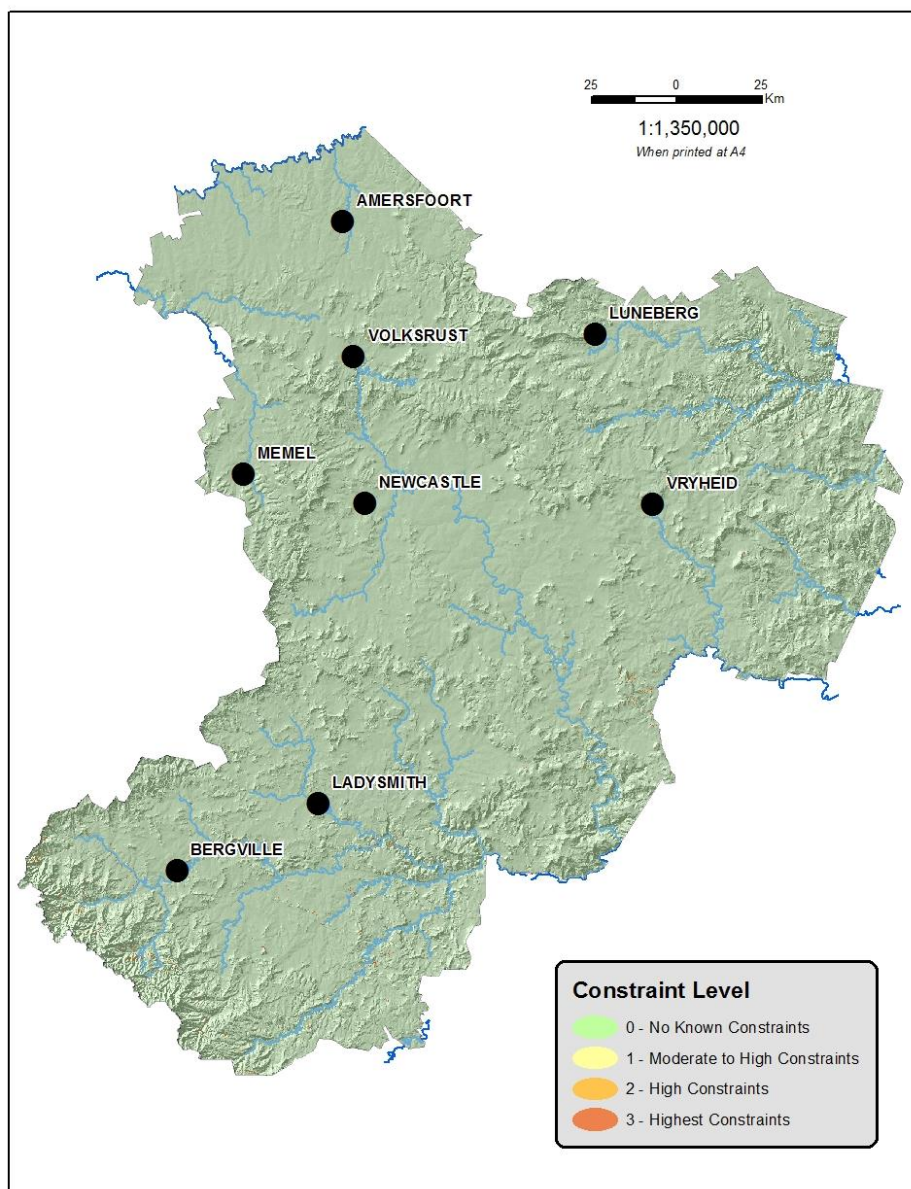 25 0 25
Km
1:1,350,000
When printed at A4
AMERSFOORT
LUNEBERG
VOLKSRUST
MEMEL
NEWCASTLE
VRYHEID
LADYSMITH
BERGVILLE
Constraint Level
0 - No Known Constraints
1 - Moderate to High Constraints
2 - High Constraints
3 - Highest Constraints